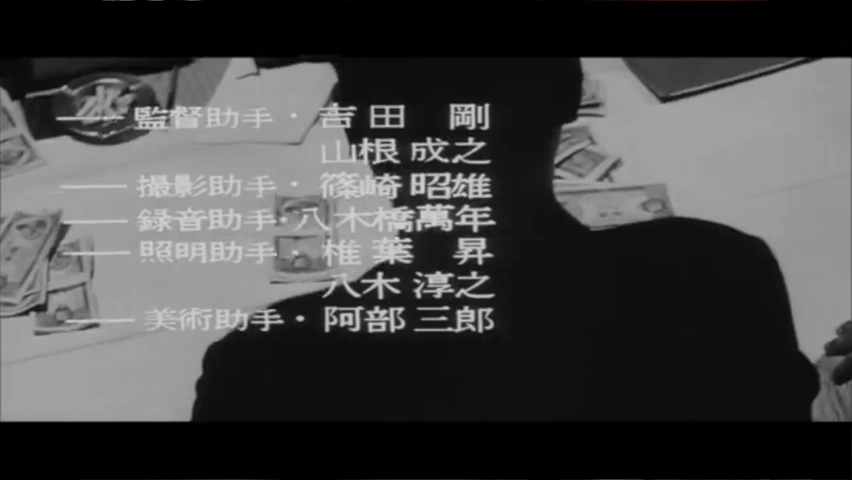 監督助手・吉田 剛
山根成之
撮影助手・篠崎昭雄
録音助手・八木橋萬年
照明助手・椎葉 昇
八木淳之
美術助手・阿部三郎